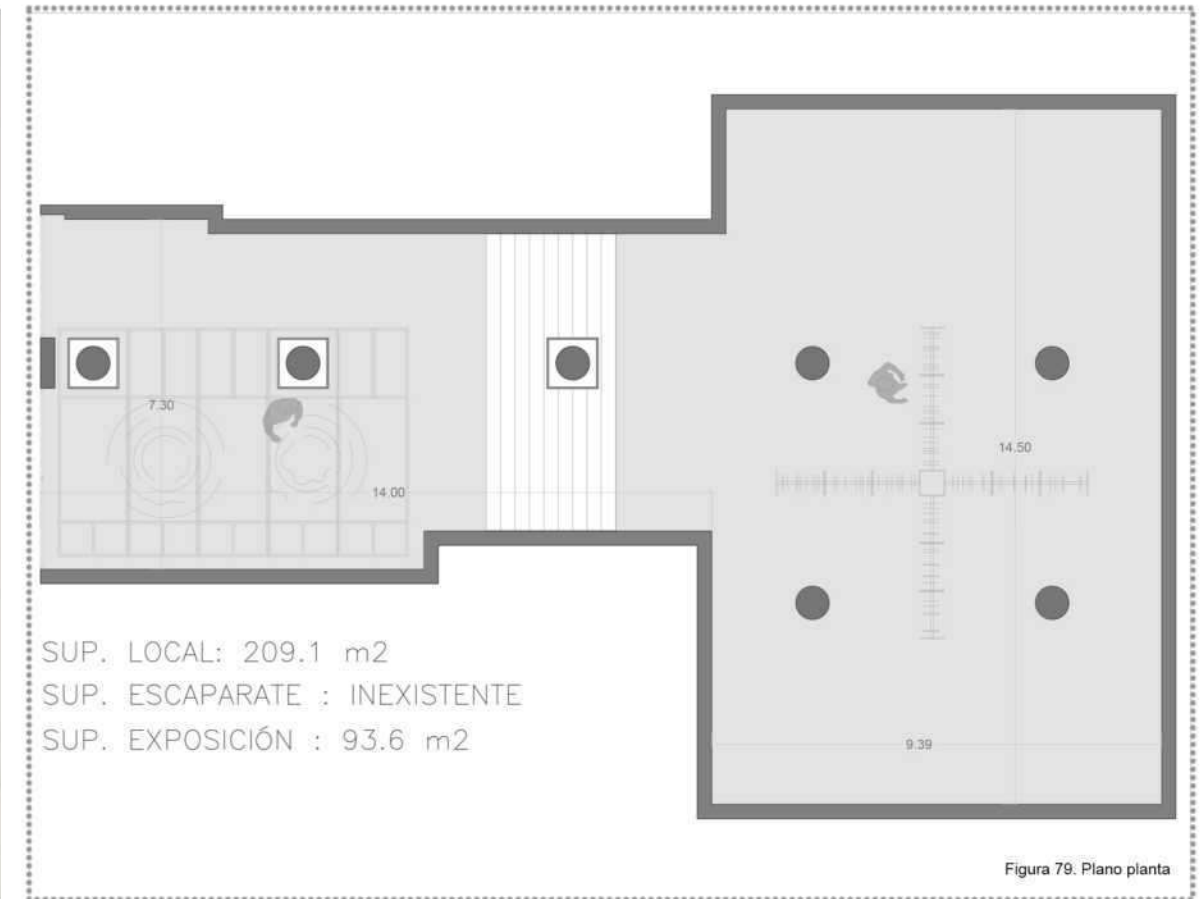 7.30
14.00
14.50
9.39
SUP. LOCAL: 209.1 m2
SUP. ESCAPARATE : INEXISTENTE
SUP. EXPOSICIÓN : 93.6 m2
Figura 79. Plano planta